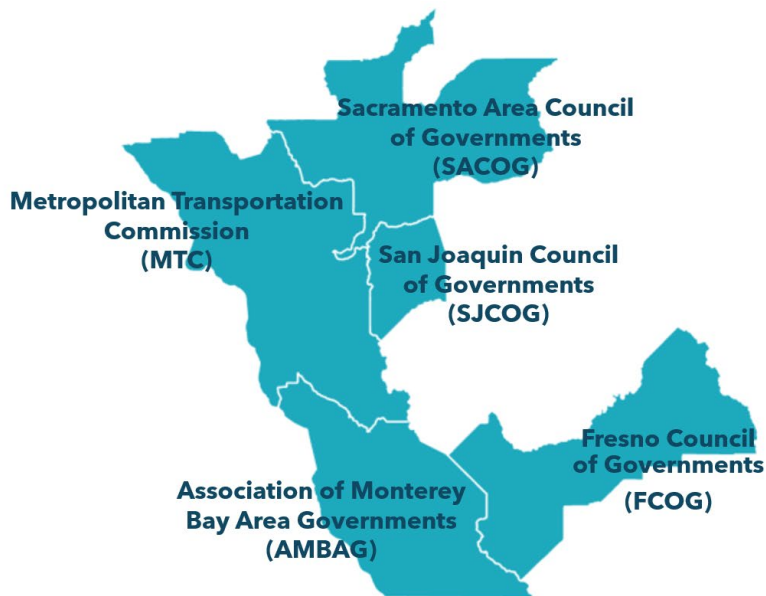 Sacramento Area Council
of Governments
(SACOG)
Metropolitan Transportation
Commission
(MTC)
San Joaquin Council
of Governments
(SJCOG)
Fresno Council
of Governments
(FCOG)
Association of Monterey
Bay Area Governments
(AMBAG)